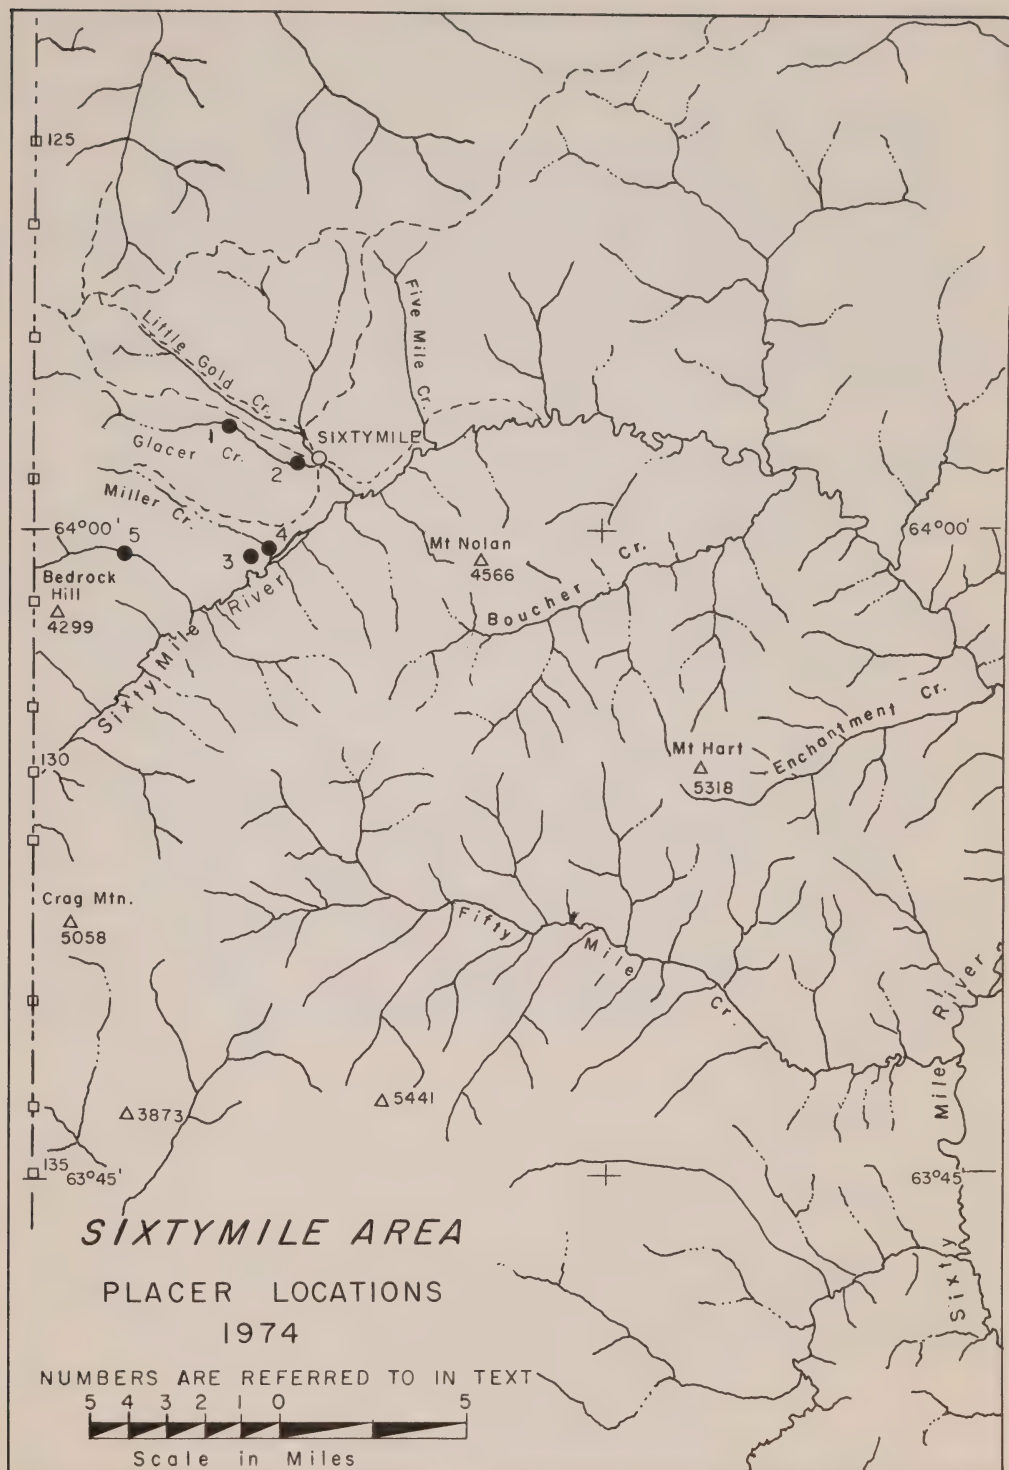 125
Little Gold Cr.
Five Mile Cr.
SIXTYMILE
1
Glacer Cr.
2
Miller Cr.
64°00'
5
4
3
Mt Nolan
4566
Boucher Cr.
64°00'
Bedrock
Hill
4299
Sixty Mile River
130
Mt Hart
5318
Enchantment Cr.
Crag Mtn.
5058
Fifty Mile Cr.
Sixty Mile River
3873
5441
135
63°45'
63°45'
SIXTYMILE AREA
PLACER LOCATIONS
1974
NUMBERS ARE REFERRED TO IN TEXT
5 4 3 2 1 0 5
Scale in Miles